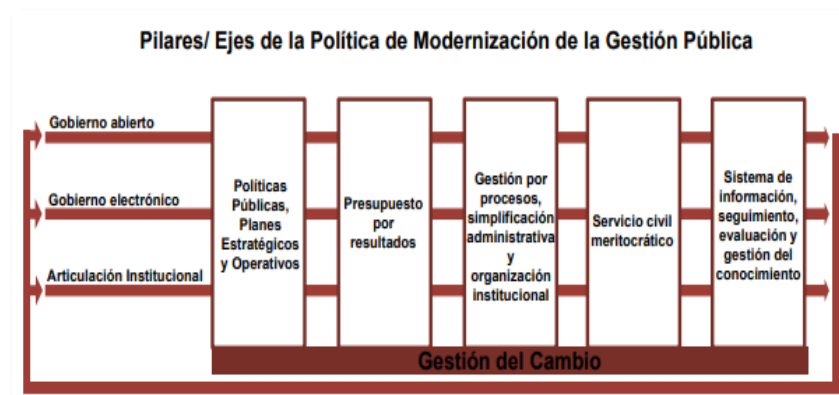 Pilares/ Ejes de la Política de Modernización de la Gestión Pública
Gobierno abierto
Gobierno electrónico
Articulación Institucional
Políticas
Públicas,
Planes
Estratégicos
y Operativos
Presupuesto
por
resultados
Gestión por
procesos,
simplificación
administrativa
y
organización
institucional
Servicio civil
meritocrático
Sistema de
información,
seguimiento,
evaluación y
gestión del
conocimiento
Gestión del Cambio